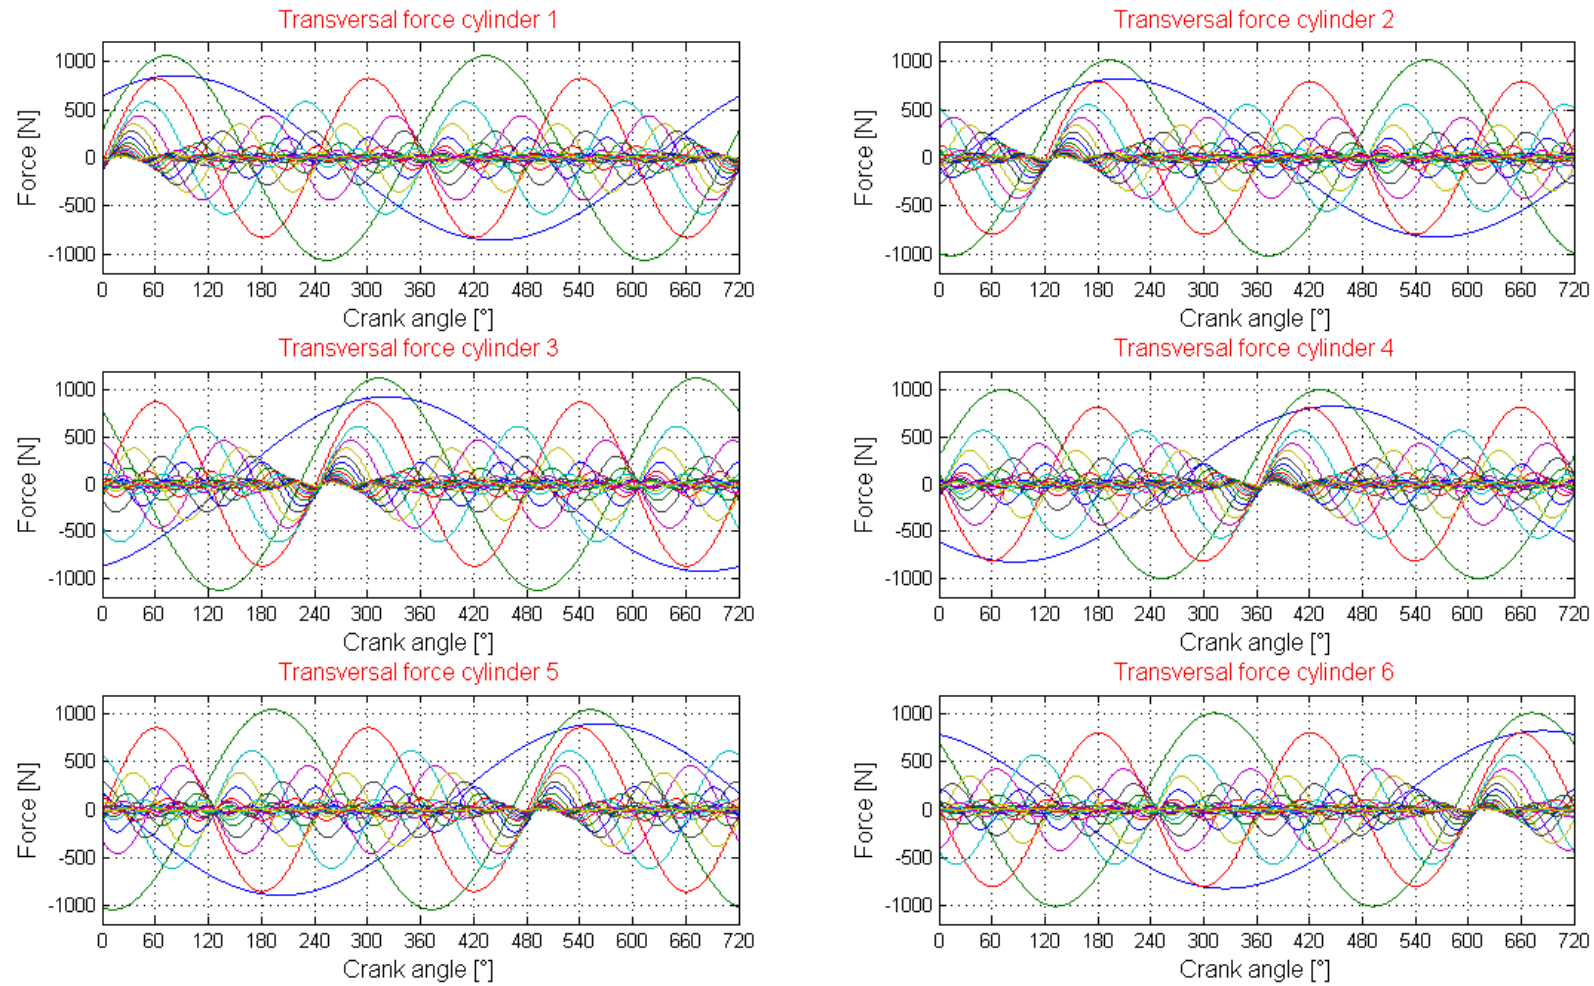 Transversal force cylinder 1
Force [N]
1000
500
0
-500
-1000
0 60 120 180 240 300 360 420 480 540 600 660 720
Crank angle [°]
Transversal force cylinder 2
Force [N]
1000
500
0
-500
-1000
0 60 120 180 240 300 360 420 480 540 600 660 720
Crank angle [°]
Transversal force cylinder 3
Force [N]
1000
500
0
-500
-1000
0 60 120 180 240 300 360 420 480 540 600 660 720
Crank angle [°]
Transversal force cylinder 4
Force [N]
1000
500
0
-500
-1000
0 60 120 180 240 300 360 420 480 540 600 660 720
Crank angle [°]
Transversal force cylinder 5
Force [N]
1000
500
0
-500
-1000
0 60 120 180 240 300 360 420 480 540 600 660 720
Crank angle [°]
Transversal force cylinder 6
Force [N]
1000
500
0
-500
-1000
0 60 120 180 240 300 360 420 480 540 600 660 720
Crank angle [°]